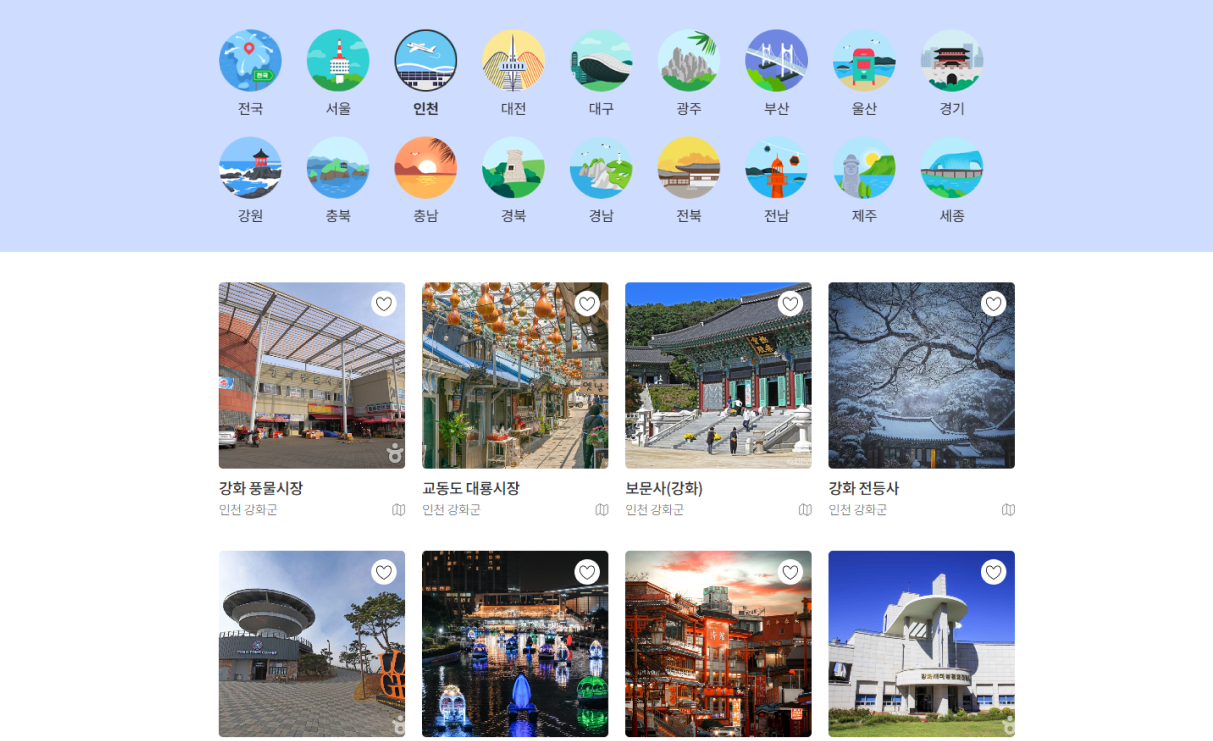 전국
서울
인천
대전
대구
광주
부산
울산
경기
강원
충북
충남
경북
경남
전북
전남
제주
세종
강화 풍물시장
인천 강화군
교동도 대룡시장
인천 강화군
보문사(강화)
인천 강화군
강화 전등사
인천 강화군